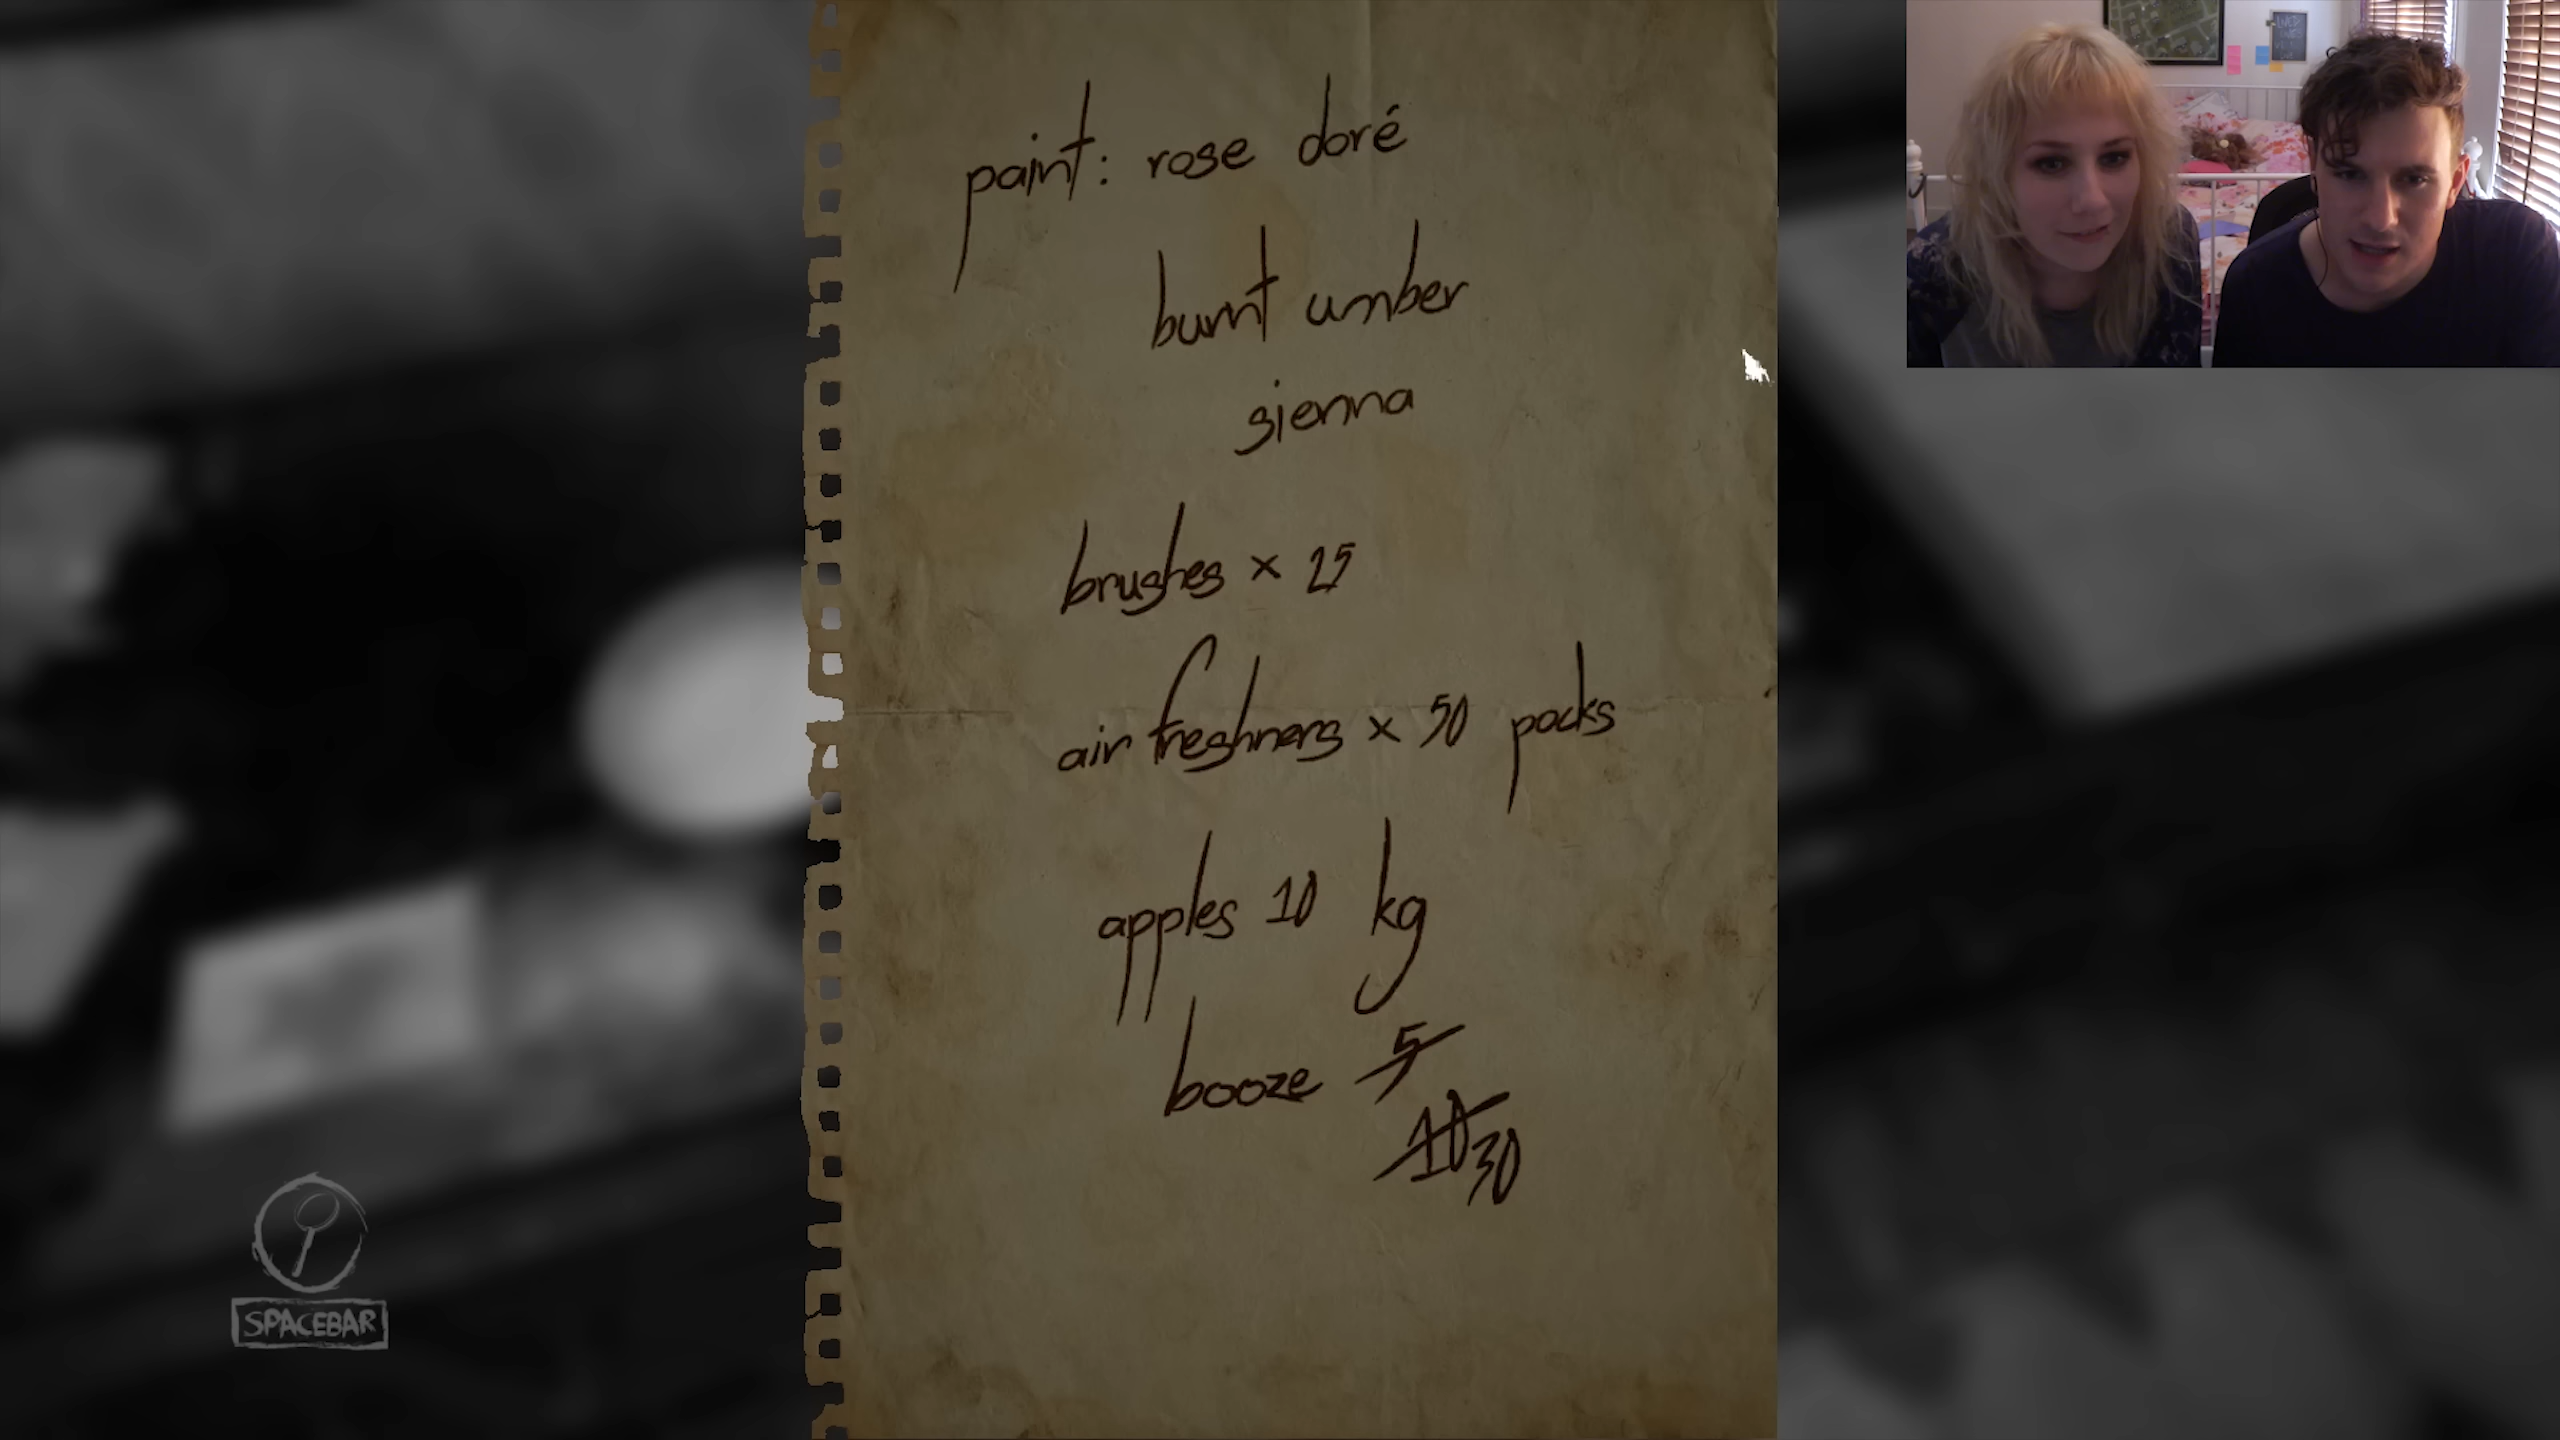 paint: rose doré
burnt umber
sienna
brushes × 25
air freshners × 50 packs
apples 10 kg
booze 5
10 30
SPACEBAR